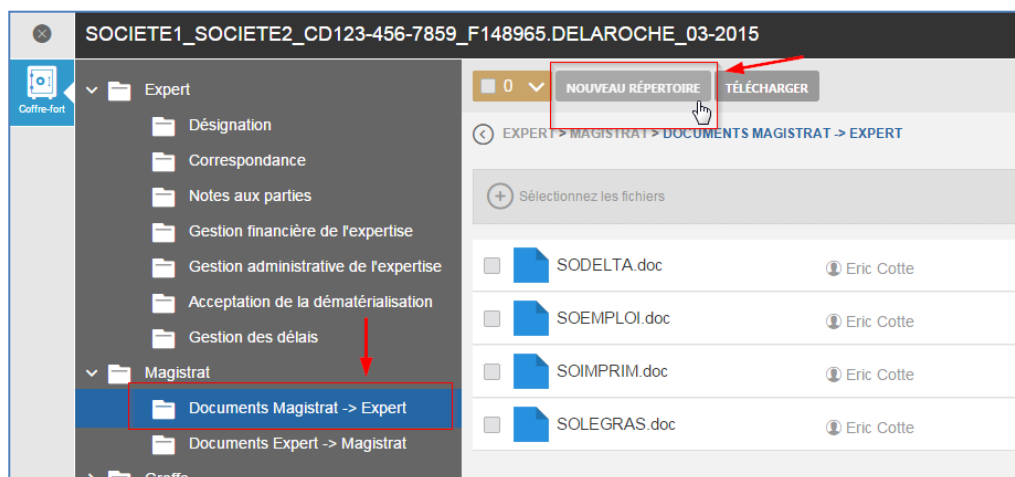 SOCIETE1_SOCIETE2_CD123-456-7859_F148965.DELAROCHE_03-2015
Coffre-fort
Expert
Désignation
Correspondance
Notes aux parties
Gestion financière de l'expertise
Gestion administrative de l'expertise
Acceptation de la dématérialisation
Gestion des délais
Magistrat
Documents Magistrat -> Expert
Documents Expert -> Magistrat
Greffe
0 NOUVEAU RÉPERTOIRE TÉLÉCHARGER
EXPERT > MAGISTRAT > DOCUMENTS MAGISTRAT -> EXPERT
Sélectionnez les fichiers
SODELTA.doc Eric Cotte
SOEMPLOI.doc Eric Cotte
SOIMPRIM.doc Eric Cotte
SOLEGRAS.doc Eric Cotte